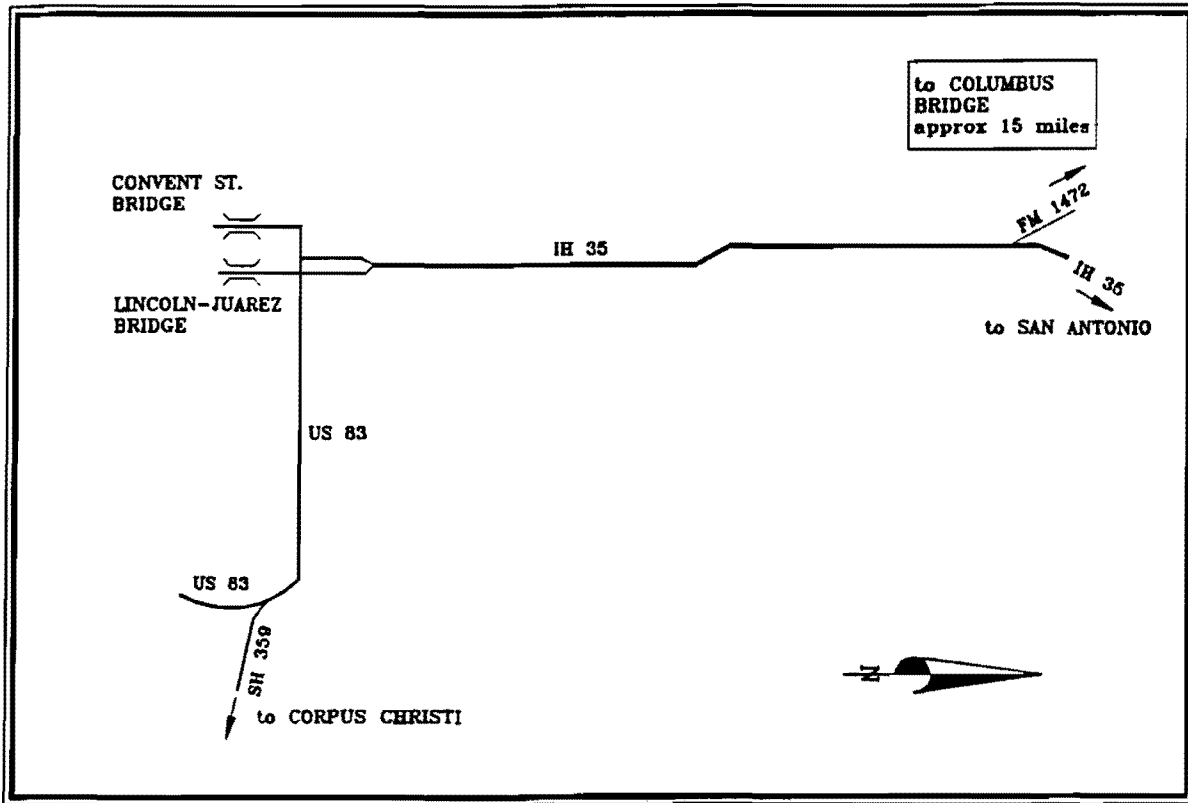 to COLUMBUS
BRIDGE
approx 15 miles
CONVENT ST.
BRIDGE
FM 1472
IH 35
IH 35
LINCOLN-JUAREZ
BRIDGE
to SAN ANTONIO
US 83
US 83
SH 359
N
to CORPUS CHRISTI